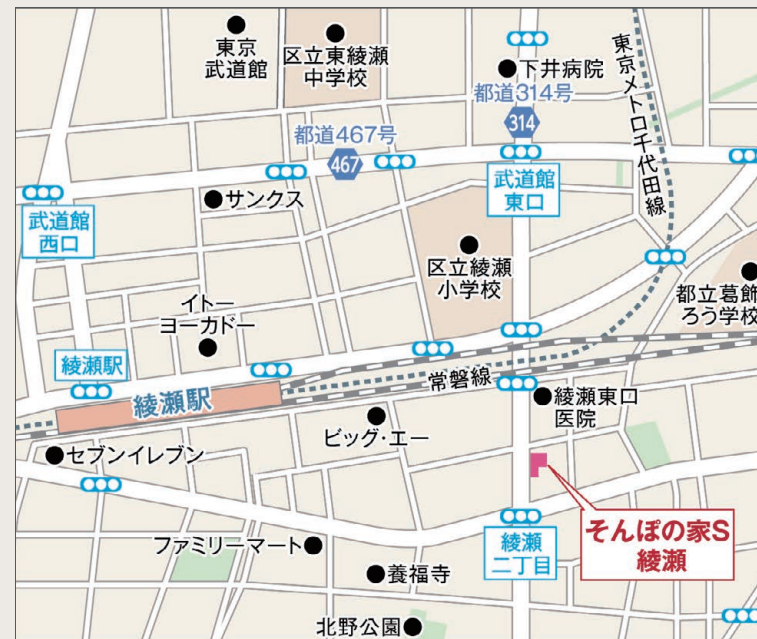 東京
武道館
区立東綾瀬
中学校
下井病院
都道314号
314
東京メトロ千代田線
都道467号
467
武道館
東口
サンクス
武道館
西口
区立綾瀬
小学校
都立葛飾
ろう学校
イトー
ヨーカドー
綾瀬駅
綾瀬駅
常磐線
綾瀬東口
医院
ビッグ・エー
セブンイレブン
そんぽの家S
綾瀬
綾瀬
二丁目
ファミリーマート
養福寺
北野公園